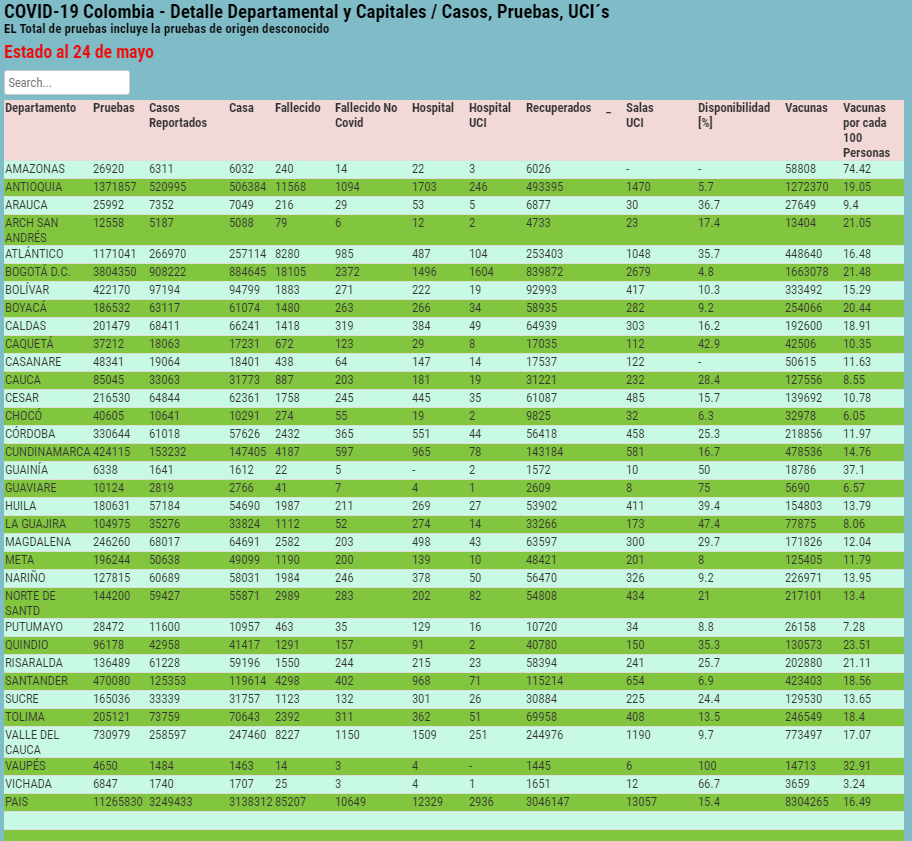 COVID-19 Colombia - Detalle Departamental y Capitales / Casos, Pruebas, UCI´s
EL Total de pruebas incluye la pruebas de origen desconocido
Estado al 24 de mayo
Search...
Departamento Pruebas Casos Casa Fallecido Fallecido No Hospital Hospital Recuperados _ Salas Disponibilidad Vacunas Vacunas
Reportados Covid UCI UCI [%] por cada
100
Personas
AMAZONAS 26920 6311 6032 240 14 22 3 6026 - - 58808 74.42
ANTIOQUIA 1371857 520995 506384 11568 1094 1703 246 493395 1470 5.7 1272370 19.05
ARAUCA 25992 7352 7049 216 29 53 5 6877 30 36.7 27649 9.4
ARCH SAN 12558 5187 5088 79 6 12 2 4733 23 17.4 13404 21.05
ANDRÉS
ATLÁNTICO 1171041 266970 257114 8280 985 487 104 253403 1048 35.7 448640 16.48
BOGOTÁ D.C. 3804350 908222 884645 18105 2372 1496 1604 839872 2679 4.8 1663078 21.48
BOLÍVAR 422170 97194 94799 1883 271 222 19 92993 417 10.3 333492 15.29
BOYACÁ 186532 63117 61074 1480 263 266 34 58935 282 9.2 254066 20.44
CALDAS 201479 68411 66241 1418 319 384 49 64939 303 16.2 192600 18.91
CAQUETÁ 37212 18063 17231 672 123 29 8 17035 112 42.9 42506 10.35
CASANARE 48341 19064 18401 438 64 147 14 17537 122 - 50615 11.63
CAUCA 85045 33063 31773 887 203 181 19 31221 232 28.4 127556 8.55
CESAR 216530 64844 62361 1758 245 445 35 61087 485 15.7 139692 10.78
CHOCÓ 40605 10641 10291 274 55 19 2 9825 32 6.3 32978 6.05
CÓRDOBA 330644 61018 57626 2432 365 551 44 56418 458 25.3 218856 11.97
CUNDINAMARCA 424115 153232 147405 4187 597 965 78 143184 581 16.7 478536 14.76
GUAINÍA 6338 1641 1612 22 5 - 2 1572 10 50 18786 37.1
GUAVIARE 10124 2819 2766 41 7 4 1 2609 8 75 5690 6.57
HUILA 180631 57184 54690 1987 211 269 27 53902 411 39.4 154803 13.79
LA GUAJIRA 104975 35276 33824 1112 52 274 14 33266 173 47.4 77875 8.06
MAGDALENA 246260 68017 64691 2582 203 498 43 63597 300 29.7 171826 12.04
META 196244 50638 49099 1190 200 139 10 48421 201 8 125405 11.79
NARIÑO 127815 60689 58031 1984 246 378 50 56470 326 9.2 226971 13.95
NORTE DE 144200 59427 55871 2989 283 202 82 54808 434 21 217101 13.4
SANTD
PUTUMAYO 28472 11600 10957 463 35 129 16 10720 34 8.8 26158 7.28
QUINDIO 96178 42958 41417 1291 157 91 2 40780 150 35.3 130573 23.51
RISARALDA 136489 61228 59196 1550 244 215 23 58394 241 25.7 202880 21.11
SANTANDER 470080 125353 119614 4298 402 968 71 115214 654 6.9 423403 18.56
SUCRE 165036 33339 31757 1123 132 301 26 30884 225 24.4 129530 13.65
TOLIMA 205121 73759 70643 2392 311 362 51 69958 408 13.5 246549 18.4
VALLE DEL 730979 258597 247460 8227 1150 1509 251 244976 1190 9.7 773497 17.07
CAUCA
VAUPÉS 4650 1484 1463 14 3 4 - 1445 6 100 14713 32.91
VICHADA 6847 1740 1707 25 3 4 1 1651 12 66.7 3659 3.24
PAIS 11265830 3249433 3138312 85207 10649 12329 2936 3046147 13057 15.4 8304265 16.49